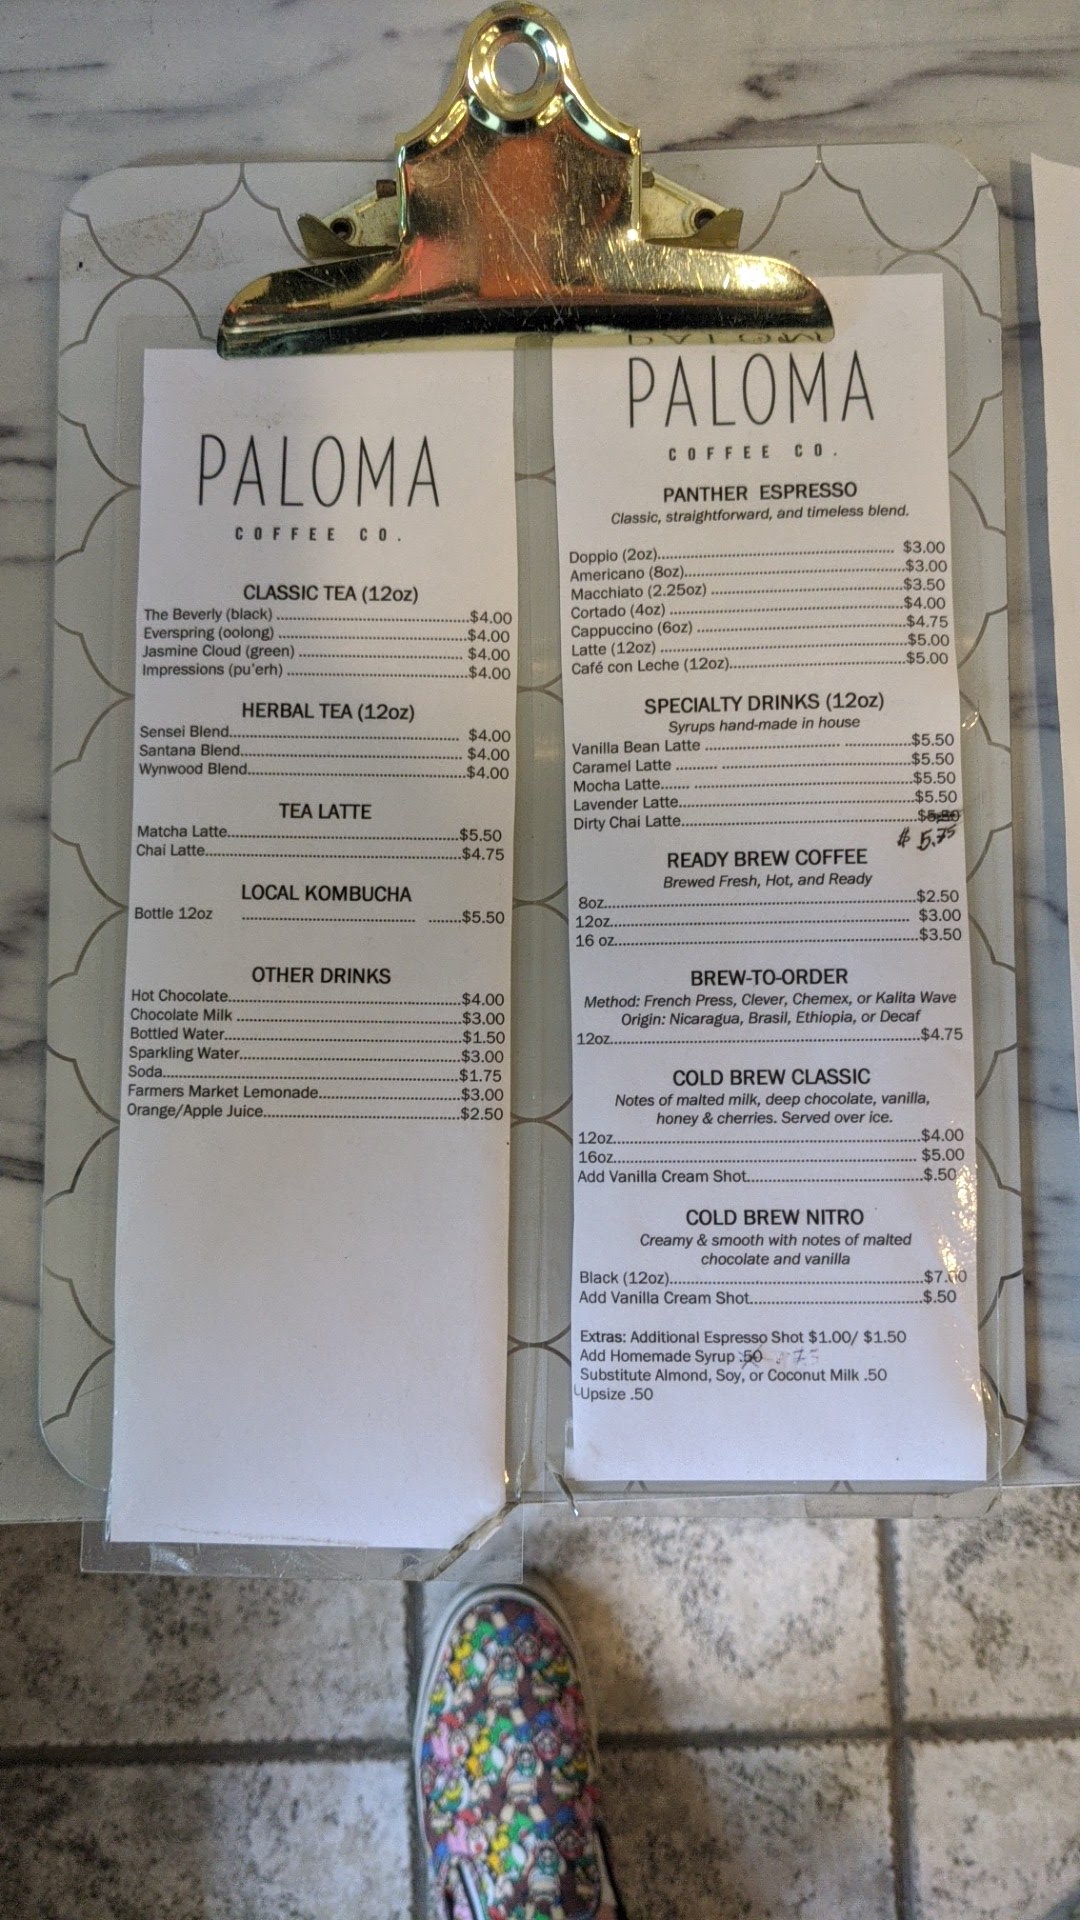 PALOMA
COFFEE CO.
CLASSIC TEA (12oz)
The Beverly (black) ........ $4.00
Everspring (oolong) ........ $4.00
Jasmine Cloud (green) ........ $4.00
Impressions (pu'erh) ........ $4.00
HERBAL TEA (12oz)
Sensei Blend........ $4.00
Santana Blend........ $4.00
Wynwood Blend........ $4.00
TEA LATTE
Matcha Latte........ $5.50
Chai Latte........ $4.75
LOCAL KOMBUCHA
Bottle 12oz ........ $5.50
OTHER DRINKS
Hot Chocolate........ $4.00
Chocolate Milk ........ $3.00
Bottled Water........ $1.50
Sparkling Water........ $3.00
Soda........ $1.75
Farmers Market Lemonade........ $3.00
Orange/Apple Juice........ $2.50
PALOMA
COFFEE CO.
PANTHER ESPRESSO
Classic, straightforward, and timeless blend.
Doppio (2oz)........ $3.00
Americano (8oz)........ $3.00
Macchiato (2.25oz) ........ $3.50
Cortado (4oz) ........ $4.00
Cappuccino (6oz) ........ $4.75
Latte (12oz) ........ $5.00
Café con Leche (12oz)........ $5.00
SPECIALTY DRINKS (12oz)
Syrups hand-made in house
Vanilla Bean Latte ........ $5.50
Caramel Latte ........ $5.50
Mocha Latte........ $5.50
Lavender Latte........ $5.50
Dirty Chai Latte........
$ 5.75
READY BREW COFFEE
Brewed Fresh, Hot, and Ready
8oz........ $2.50
12oz........ $3.00
16 oz........ $3.50
BREW-TO-ORDER
Method: French Press, Clever, Chemex, or Kalita Wave
Origin: Nicaragua, Brasil, Ethiopia, or Decaf
12oz........ $4.75
COLD BREW CLASSIC
Notes of malted milk, deep chocolate, vanilla,
honey & cherries. Served over ice.
12oz........ $4.00
16oz........ $5.00
Add Vanilla Cream Shot........ $.50
COLD BREW NITRO
Creamy & smooth with notes of malted
chocolate and vanilla
Black (12oz)........ $7.00
Add Vanilla Cream Shot........ $.50
Extras: Additional Espresso Shot $1.00/ $1.50
Add Homemade Syrup .50 .75
Substitute Almond, Soy, or Coconut Milk .50
Upsize .50